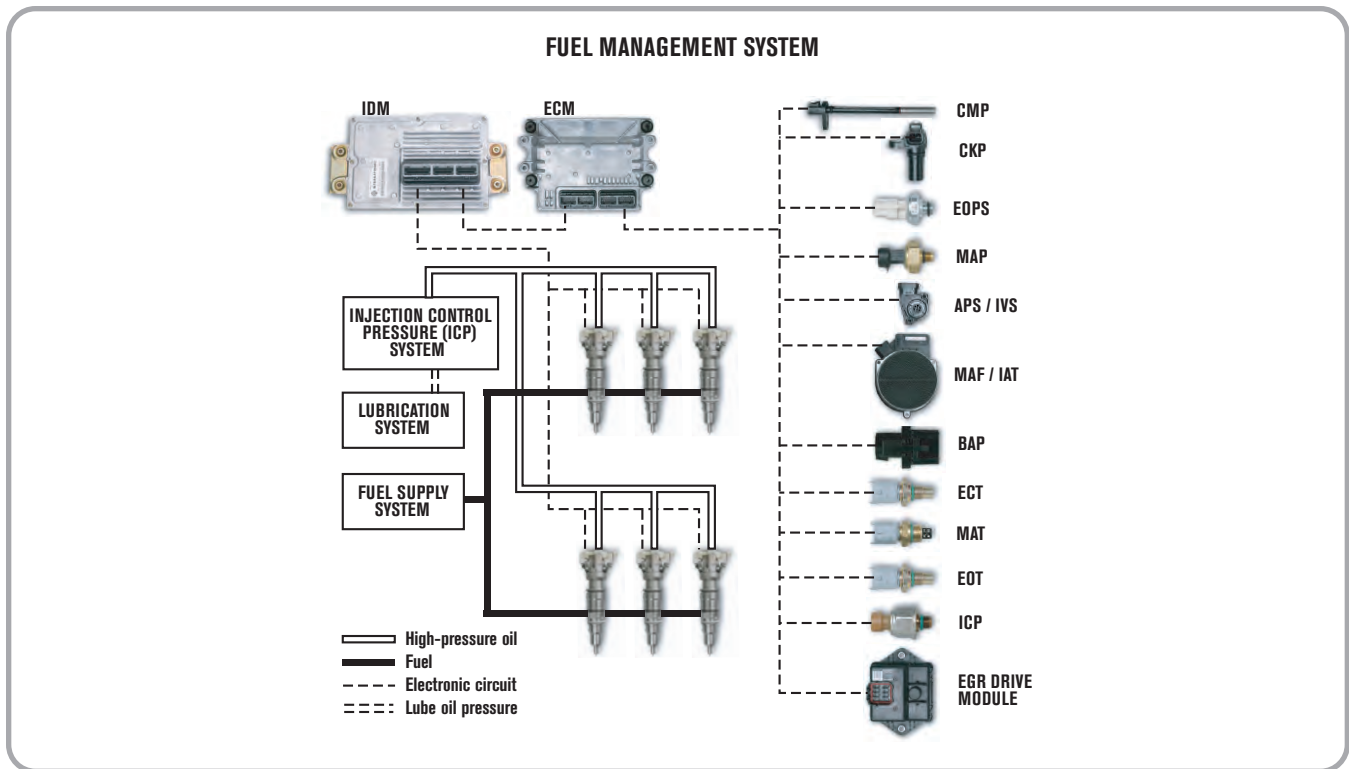 FUEL MANAGEMENT SYSTEM
IDM
ECM
CMP
CKP
EOPS
MAP
APS / IVS
MAF / IAT
BAP
ECT
MAT
EOT
ICP
EGR DRIVE
MODULE
INJECTION CONTROL
PRESSURE (ICP)
SYSTEM
LUBRICATION
SYSTEM
FUEL SUPPLY
SYSTEM
High-pressure oil
Fuel
Electronic circuit
Lube oil pressure